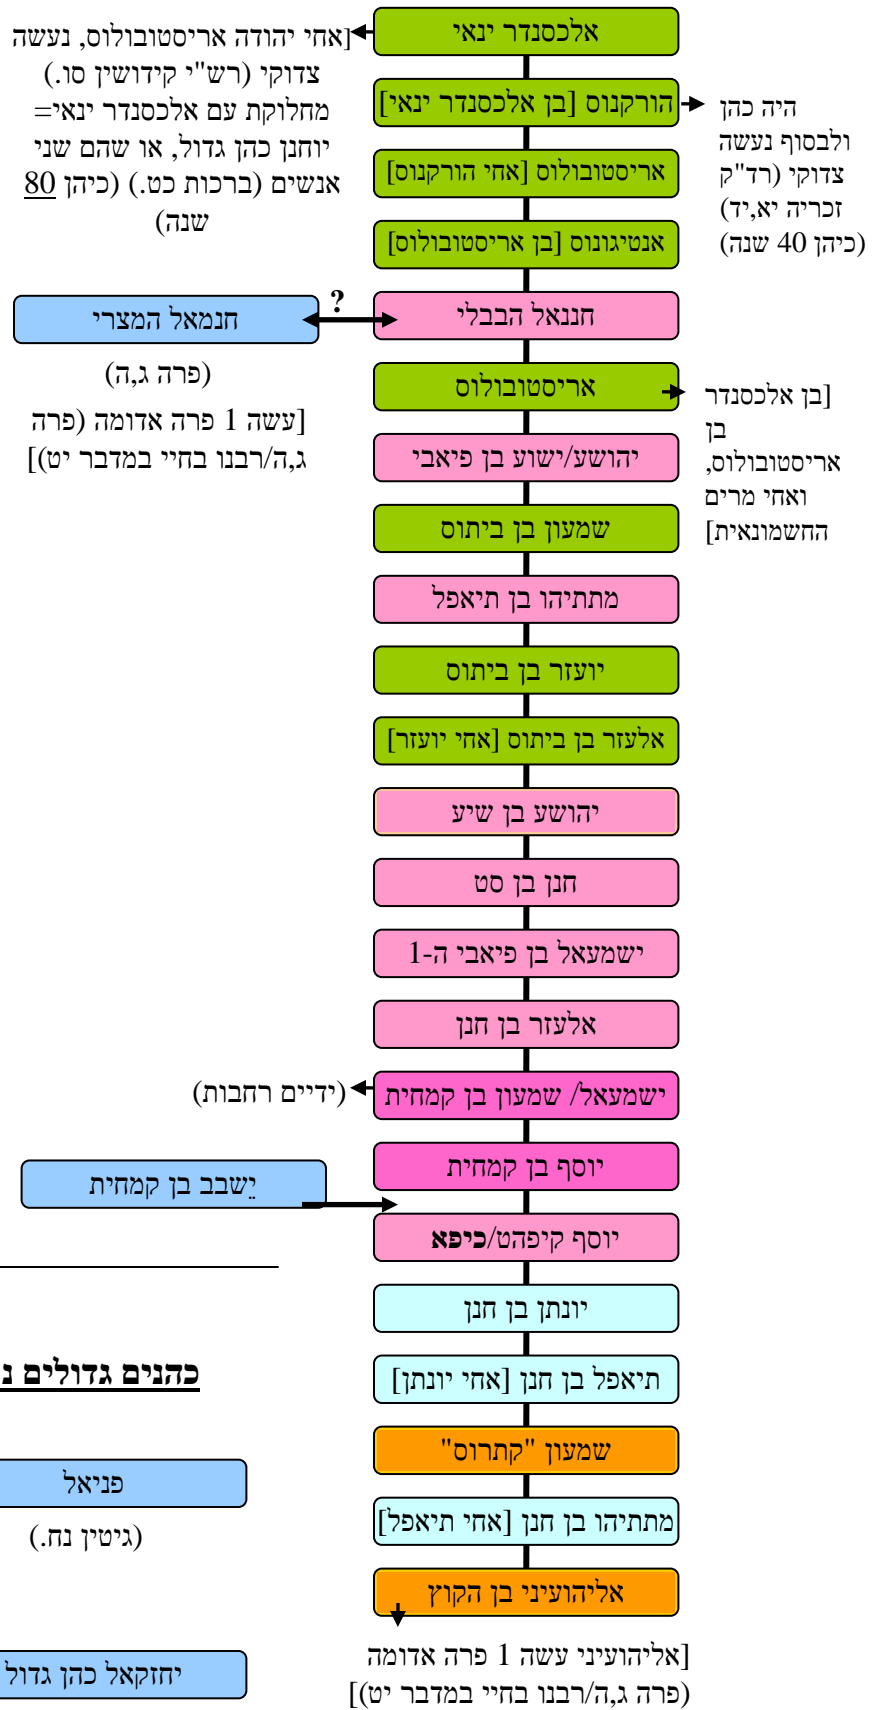 אלכסנדר ינאי
[אחי יהודה אריסטובולוס, נעשה
צדוקי (רש"י קידושין סו.)
מחלוקת עם אלכסנדר ינאי=
יוחנן כהן גדול, או שהם שני
אנשים (ברכות כט.) (כיהן 80
שנה)
הורקנוס [בן אלכסנדר ינאי]
היה כהן
ולבסוף נעשה
צדוקי (רד"ק
זכריה יא,יד)
(כיהן 40 שנה)
אריסטובולוס [אחי הורקנוס]
אנטיגונוס [בן אריסטובולוס]
חננאל הבבלי
?
חנמאל המצרי
(פרה ג,ה)
[עשה 1 פרה אדומה (פרה
ג,ה/רבנו בחיי במדבר יט)]
אריסטובולוס
[בן אלכסנדר
בן
אריסטובולוס,
ואחי מרים
החשמונאית]
יהושע/ישוע בן פיאבי
שמעון בן ביתוס
מתתיהו בן תיאפל
יועזר בן ביתוס
אלעזר בן ביתוס [אחי יועזר]
יהושע בן שיע
חנן בן סט
ישמעאל בן פיאבי ה-1
אלעזר בן חנן
ישמעאל/ שמעון בן קמחית
(ידיים רחבות)
יוסף בן קמחית
יֵשבב בן קמחית
יוסף קיפהט/כיפא
יונתן בן חנן
תיאפל בן חנן [אחי יונתן]
שמעון "קתרוס"
מתתיהו בן חנן [אחי תיאפל]
אליהועיני בן הקוץ
[אליהועיני עשה 1 פרה אדומה
(פרה ג,ה/רבנו בחיי במדבר יט)]
כהנים גדולים נ
פניאל
(גיטין נח.)
יחזקאל כהן גדול